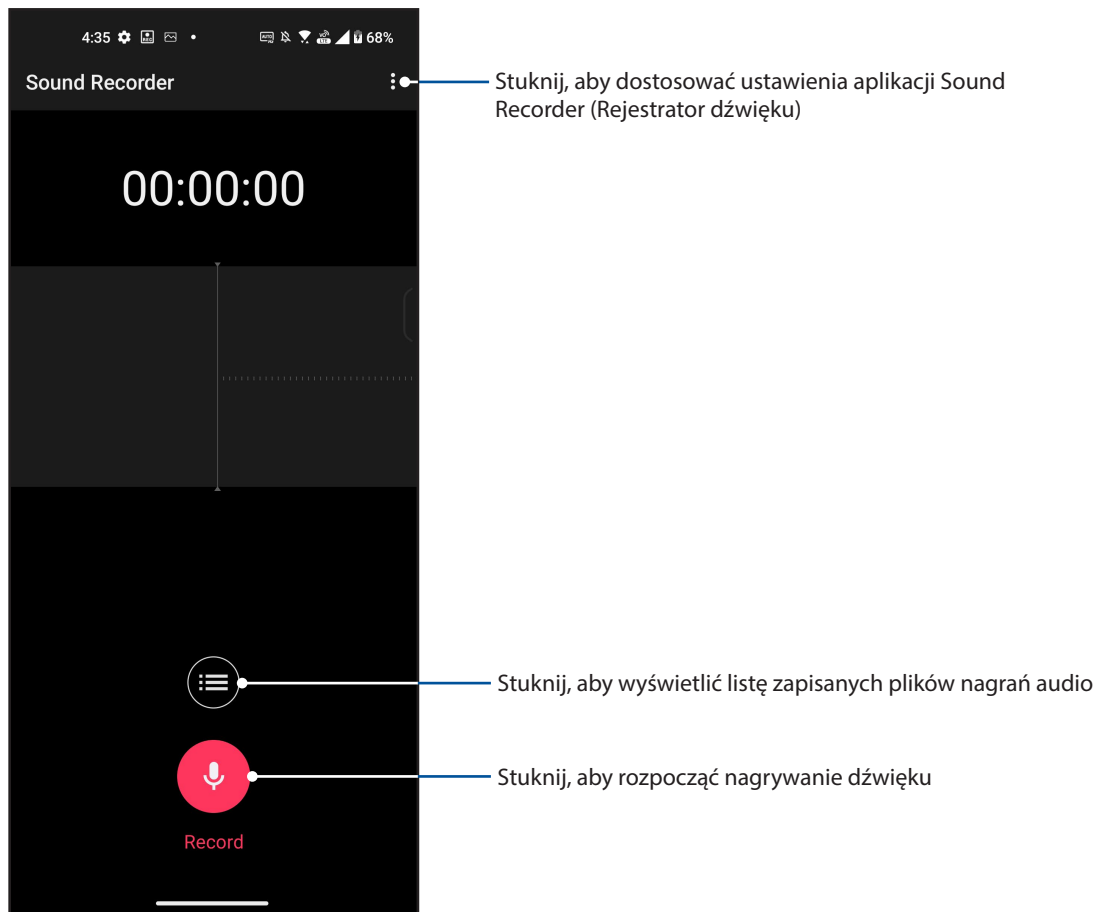 4:35 68%
Sound Recorder
Stuknij, aby dostosować ustawienia aplikacji Sound
Recorder (Rejestrator dźwięku)
00:00:00
Stuknij, aby wyświetlić listę zapisanych plików nagrań audio
Stuknij, aby rozpocząć nagrywanie dźwięku
Record